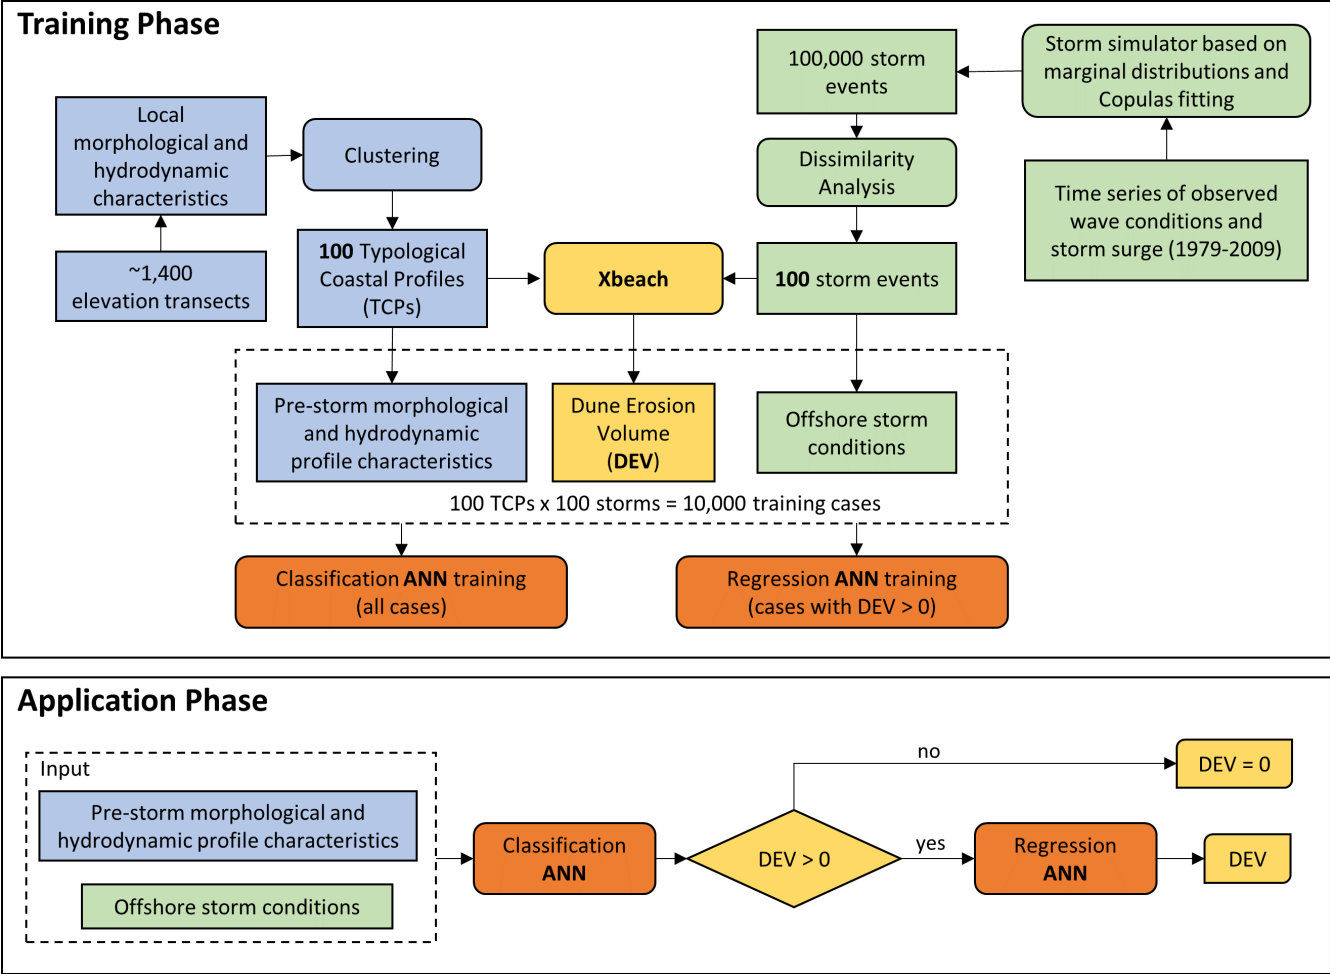 Training Phase
Local
morphological and
hydrodynamic
characteristics
~1,400
elevation transects
Clustering
100 Typological
Coastal Profiles
(TCPs)
Xbeach
100,000 storm
events
Dissimilarity
Analysis
100 storm events
Storm simulator based on
marginal distributions and
Copulas fitting
Time series of observed
wave conditions and
storm surge (1979-2009)
Pre-storm morphological
and hydrodynamic
profile characteristics
Dune Erosion
Volume
(DEV)
Offshore storm
conditions
100 TCPs x 100 storms = 10,000 training cases
Classification ANN training
(all cases)
Regression ANN training
(cases with DEV > 0)
Application Phase
Input
Pre-storm morphological and
hydrodynamic profile characteristics
Offshore storm conditions
Classification
ANN
DEV > 0
no
DEV = 0
yes
Regression
ANN
DEV